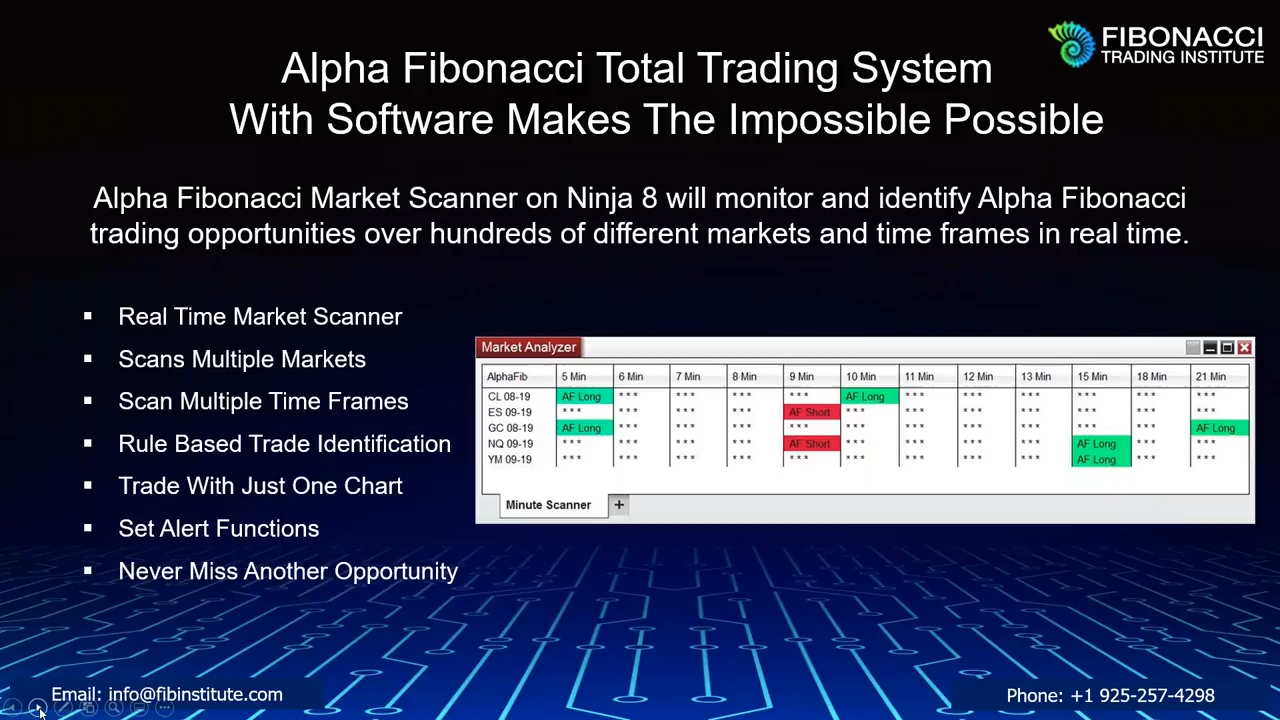 FIBONACCI
TRADING INSTITUTE
Alpha Fibonacci Total Trading System
With Software Makes The Impossible Possible
Alpha Fibonacci Market Scanner on Ninja 8 will monitor and identify Alpha Fibonacci
trading opportunities over hundreds of different markets and time frames in real time.
▪ Real Time Market Scanner
▪ Scans Multiple Markets
▪ Scan Multiple Time Frames
▪ Rule Based Trade Identification
▪ Trade With Just One Chart
▪ Set Alert Functions
▪ Never Miss Another Opportunity
Market Analyzer
AlphaFib 5 Min 6 Min 7 Min 8 Min 9 Min 10 Min 11 Min 12 Min 13 Min 15 Min 18 Min 21 Min
CL 08-19 AF Long *** *** *** *** AF Long *** *** *** *** *** ***
ES 09-19 *** *** *** *** AF Short *** *** *** *** *** *** ***
GC 08-19 AF Long *** *** *** *** *** *** *** *** *** *** AF Long
NQ 09-19 *** *** *** *** AF Short *** *** *** *** AF Long *** ***
YM 09-19 *** *** *** *** *** *** *** *** *** AF Long *** ***
Minute Scanner +
Email: info@fibinstitute.com
Phone: +1 925-257-4298